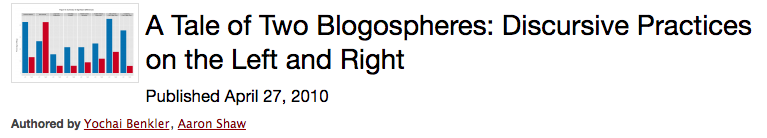 A Tale of Two Blogospheres: Discursive Practices
on the Left and Right
Published April 27, 2010
Authored by Yochai Benkler, Aaron Shaw